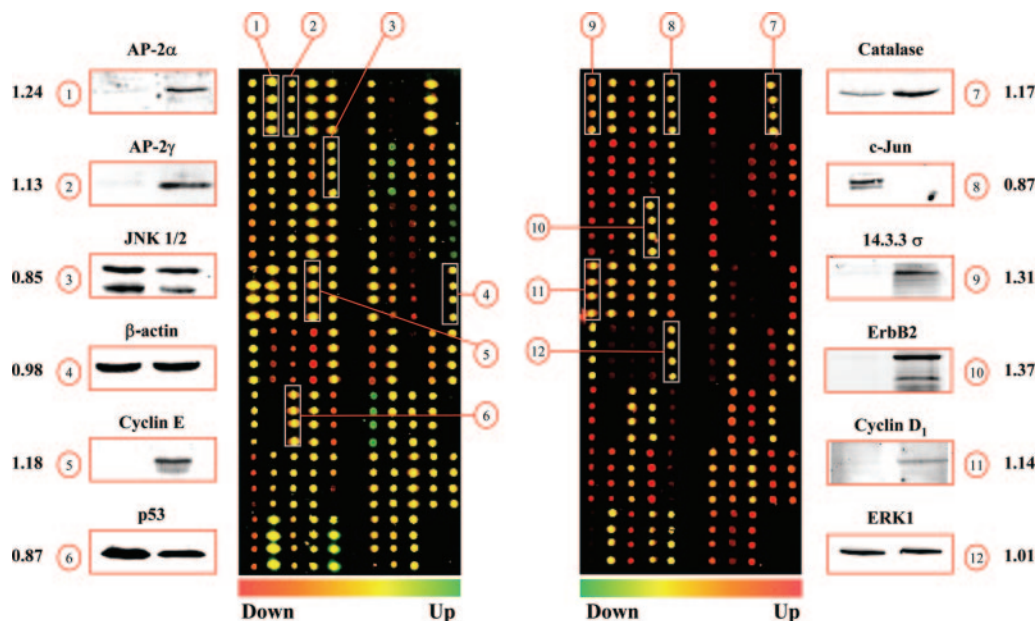 1 2 3
9 8 7
AP-2α
1.24 1
AP-2γ
1.13 2
JNK 1/2
0.85 3
β-actin
0.98 4
Cyclin E
1.18 5
p53
0.87 6
4
5
6
Down Up
10
11
12
Down Up
Catalase
7 1.17
c-Jun
8 0.87
14.3.3 σ
9 1.31
ErbB2
10 1.37
Cyclin D₁
11 1.14
ERK1
12 1.01